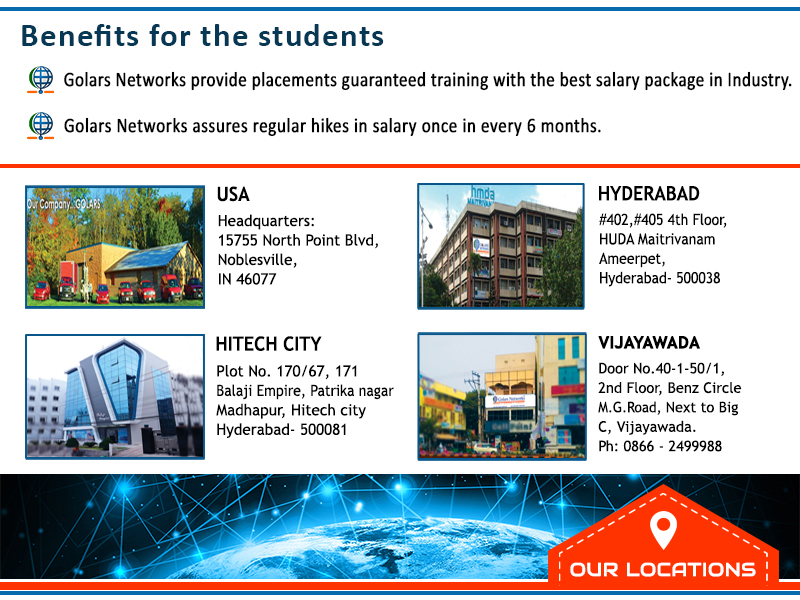 Benefits for the students
Golars Networks provide placements guaranteed training with the best salary package in Industry.
Golars Networks assures regular hikes in salary once in every 6 months.
Our Company...GOLARS
USA
Headquarters:
15755 North Point Blvd,
Noblesville,
IN 46077
hmda
MAITRIVANAM
HYDERABAD
#402,#405 4th Floor,
HUDA Maitrivanam
Ameerpet,
Hyderabad- 500038
HITECH CITY
Plot No. 170/67, 171
Balaji Empire, Patrika nagar
Madhapur, Hitech city
Hyderabad- 500081
Golars Networks
VIJAYAWADA
Door No.40-1-50/1,
2nd Floor, Benz Circle
M.G.Road, Next to Big
C, Vijayawada.
Ph: 0866 - 2499988
OUR LOCATIONS